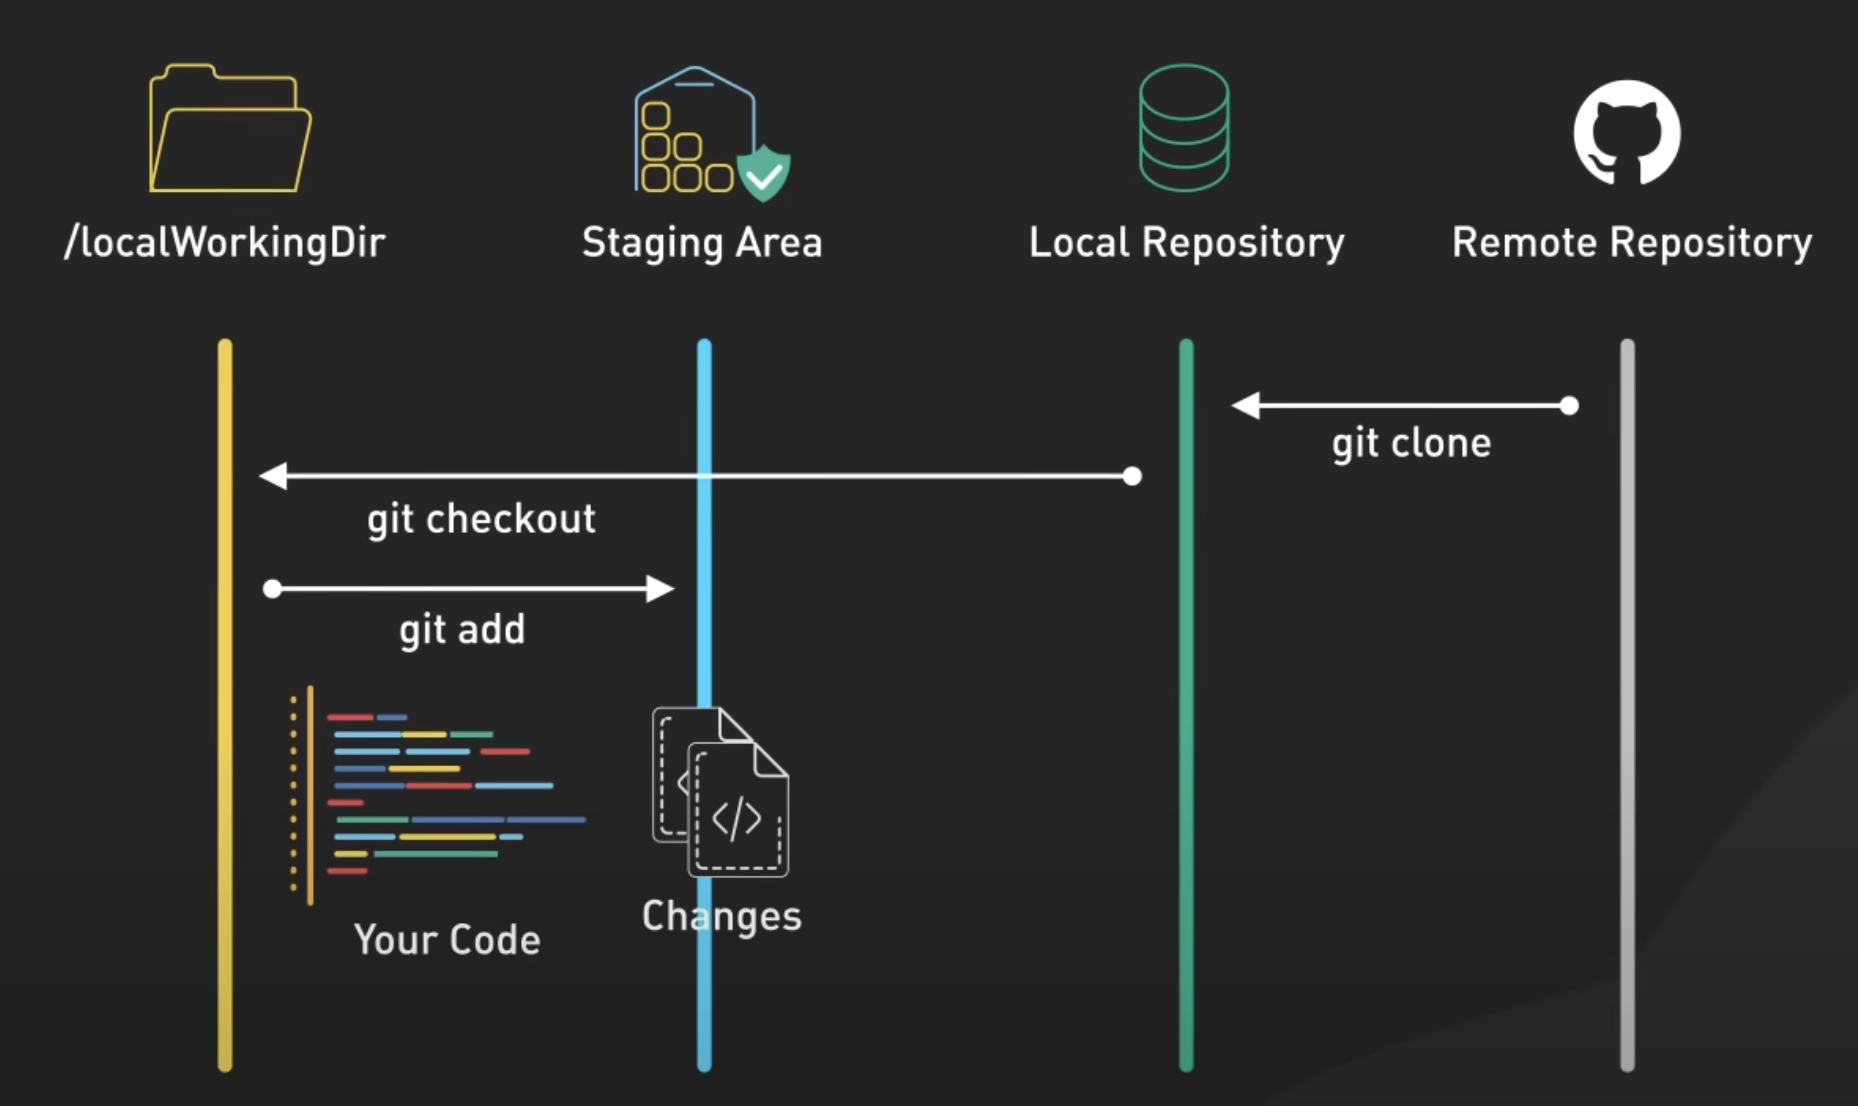 /localWorkingDir
Staging Area
Local Repository
Remote Repository
git clone
git checkout
git add
</>
Your Code
Changes